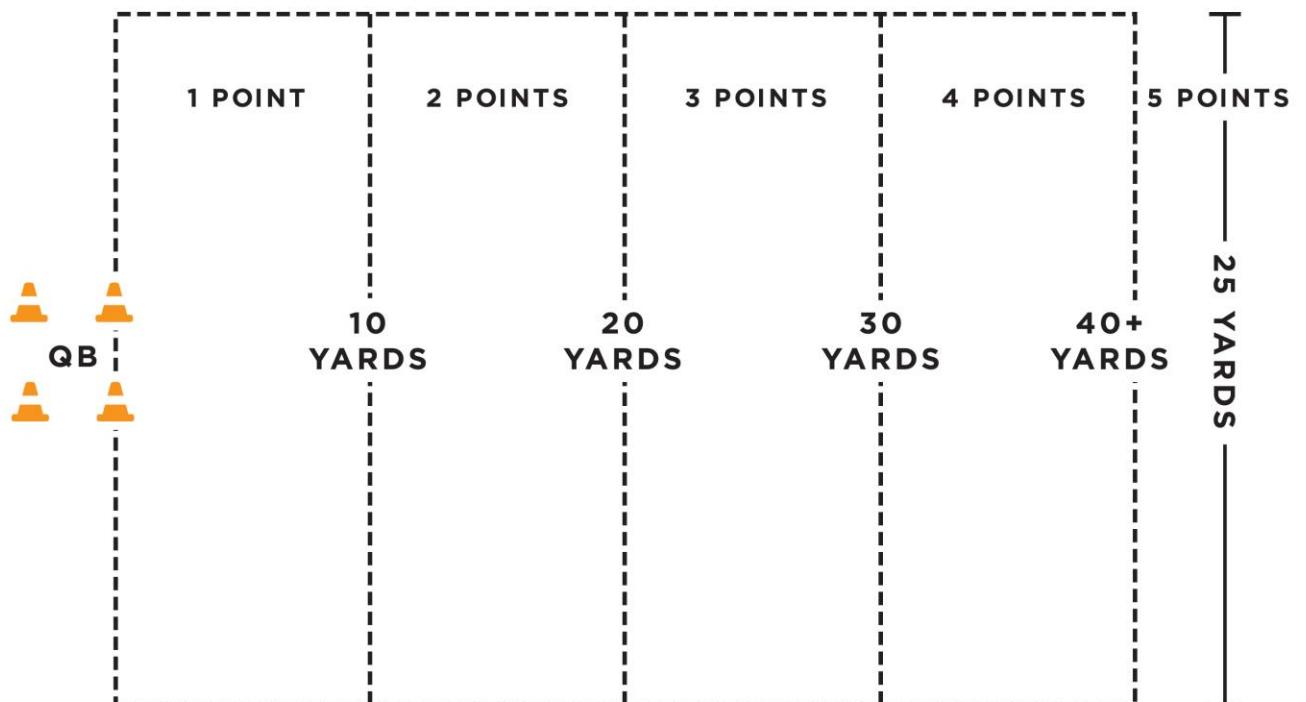 1 POINT
2 POINTS
3 POINTS
4 POINTS
5 POINTS
QB
10
YARDS
20
YARDS
30
YARDS
40+
YARDS
25 YARDS